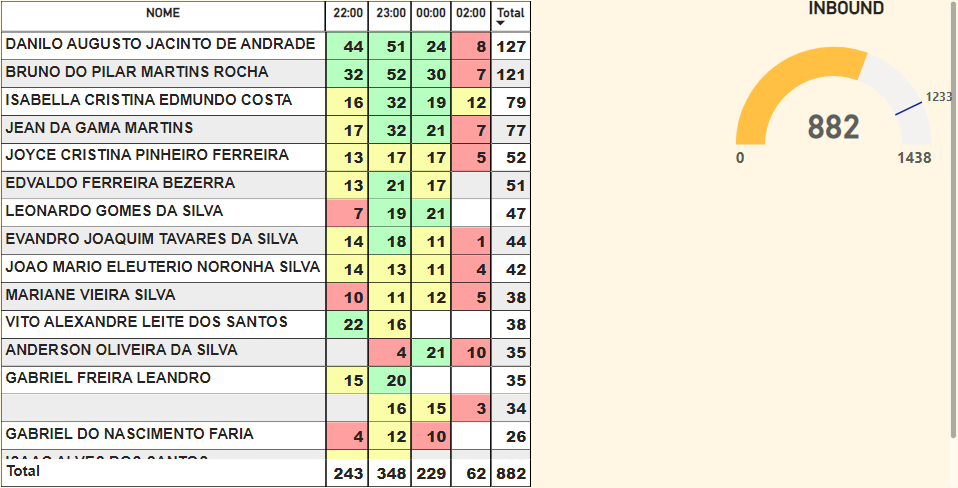 NOME 22:00 23:00 00:00 02:00 Total
DANILO AUGUSTO JACINTO DE ANDRADE 44 51 24 8 127
BRUNO DO PILAR MARTINS ROCHA 32 52 30 7 121
ISABELLA CRISTINA EDMUNDO COSTA 16 32 19 12 79
JEAN DA GAMA MARTINS 17 32 21 7 77
JOYCE CRISTINA PINHEIRO FERREIRA 13 17 17 5 52
EDVALDO FERREIRA BEZERRA 13 21 17 51
LEONARDO GOMES DA SILVA 7 19 21 47
EVANDRO JOAQUIM TAVARES DA SILVA 14 18 11 1 44
JOAO MARIO ELEUTERIO NORONHA SILVA 14 13 11 4 42
MARIANE VIEIRA SILVA 10 11 12 5 38
VITO ALEXANDRE LEITE DOS SANTOS 22 16 38
ANDERSON OLIVEIRA DA SILVA 4 21 10 35
GABRIEL FREIRA LEANDRO 15 20 35
16 15 3 34
GABRIEL DO NASCIMENTO FARIA 4 12 10 26
Total 243 348 229 62 882
INBOUND
1233
882
0 1438